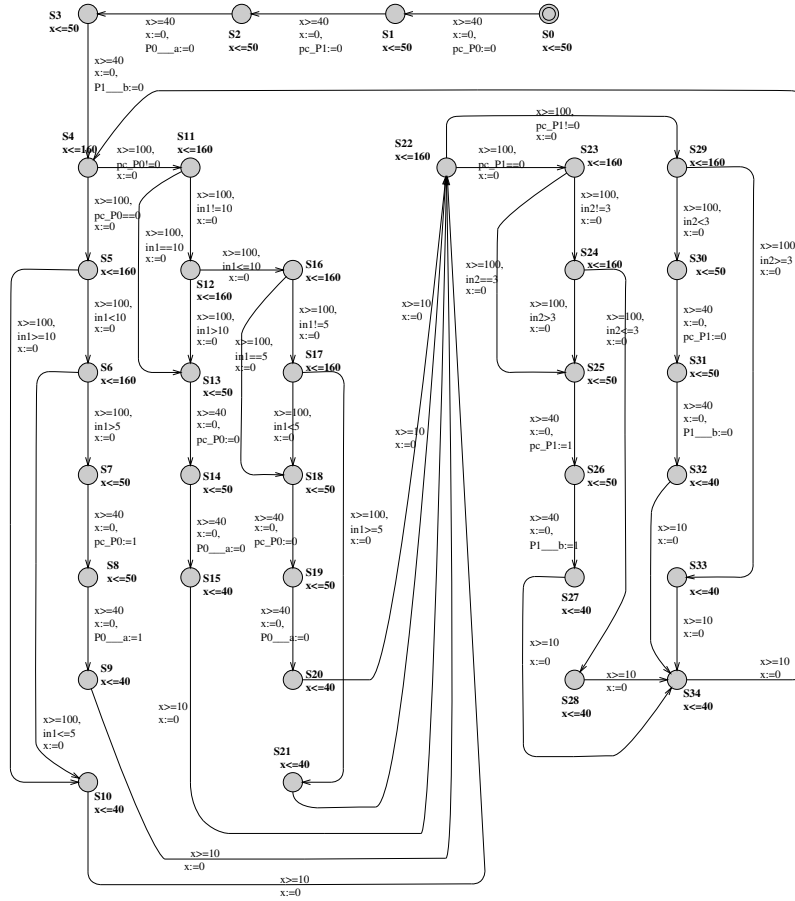 S3
x<=50
x>=40
x:=0,
P0___a:=0
S2
x<=50
x>=40
x:=0,
pc_P1:=0
S1
x<=50
x>=40
x:=0,
pc_P0:=0
S0
x<=50
x>=40
x:=0,
P1___b:=0
S4
x<=160
x>=100,
pc_P0!=0
x:=0
S11
x<=160
S22
x<=160
x>=100,
pc_P1!=0
x:=0
x>=100,
pc_P1==0
x:=0
S23
x<=160
S29
x<=160
x>=100,
pc_P0==0
x:=0
x>=100,
in1==10
x:=0
x>=100,
in1!=10
x:=0
x>=100,
in2==3
x:=0
x>=100,
in2!=3
x:=0
x>=100,
in2<3
x:=0
x>=100,
in2>=3
x:=0
S5
x<=160
S12
x<=160
x>=100,
in1<=10
x:=0
S16
x<=160
S24
x<=160
S30
x<=50
x>=100,
in1>=10
x:=0
x>=100,
in1<10
x:=0
x>=100,
in1>10
x:=0
x>=100,
in1==5
x:=0
x>=100,
in1!=5
x:=0
x>=10
x:=0
x>=100,
in2>3
x:=0
x>=100,
in2<=3
x:=0
x>=40
x:=0,
pc_P1:=0
S6
x<=160
S13
x<=50
S17
x<=160
S25
x<=50
S31
x<=50
x>=100,
in1>5
x:=0
x>=40
x:=0,
pc_P0:=0
x>=100,
in1<5
x:=0
x>=10
x:=0
x>=40
x:=0,
pc_P1:=1
x>=40
x:=0,
P1___b:=0
S7
x<=50
S14
x<=50
S18
x<=50
S26
x<=50
S32
x<=40
x>=40
x:=0,
pc_P0:=1
x>=40
x:=0,
P0___a:=0
x>=40
x:=0,
pc_P0:=0
x>=100,
in1>=5
x:=0
x>=40
x:=0,
P1___b:=1
x>=10
x:=0
S8
x<=50
S15
x<=40
S19
x<=50
S27
x<=40
S33
x<=40
x>=40
x:=0,
P0___a:=1
x>=40
x:=0,
P0___a:=0
x>=10
x:=0
x>=10
x:=0
S9
x<=40
S20
x<=40
S28
x<=40
x>=10
x:=0
S34
x<=40
x>=10
x:=0
x>=100,
in1<=5
x:=0
x>=10
x:=0
S21
x<=40
S10
x<=40
x>=10
x:=0
x>=10
x:=0